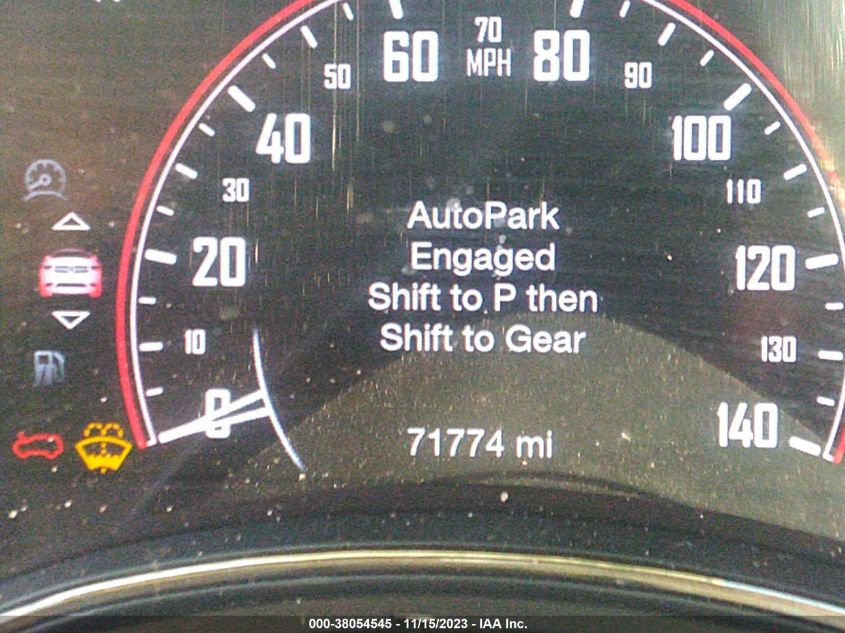 60
70
MPH
80
50
90
40
100
30
110
AutoPark
Engaged
Shift to P then
Shift to Gear
20
120
10
130
0
140
71774 mi
000-38054545 - 11/15/2023 - IAA Inc.